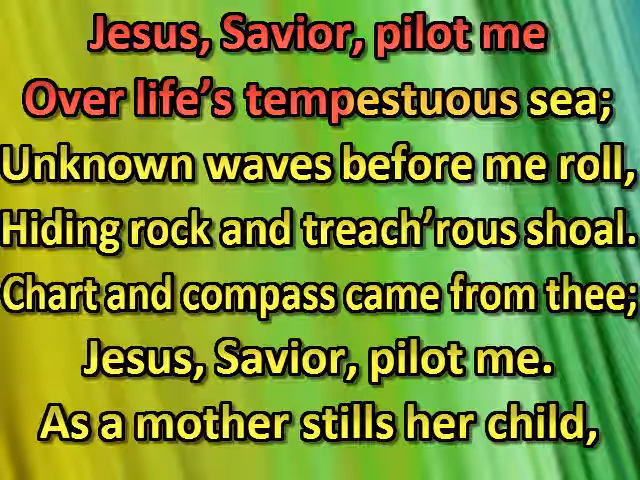 Jesus, Savior, pilot me
Over life’s tempestuous sea;
Unknown waves before me roll,
Hiding rock and treach’rous shoal.
Chart and compass came from thee;
Jesus, Savior, pilot me.
As a mother stills her child,